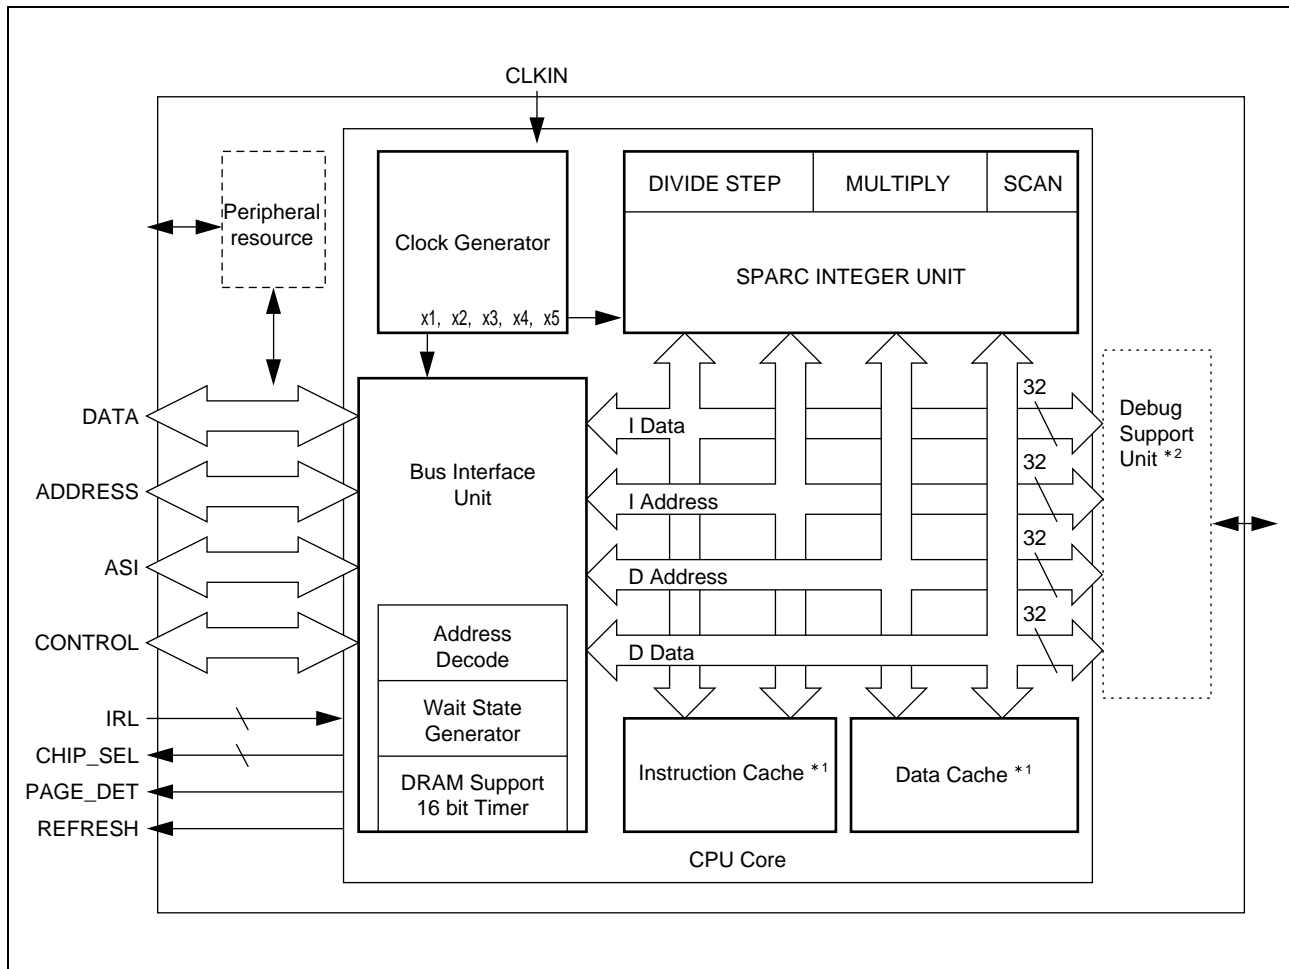 CLKIN
DIVIDE STEP
MULTIPLY
SCAN
Peripheral
resource
Clock Generator
SPARC INTEGER UNIT
x1, x2, x3, x4, x5
DATA
ADDRESS
ASI
CONTROL
IRL
CHIP_SEL
PAGE_DET
REFRESH
Bus Interface
Unit
Address
Decode
Wait State
Generator
DRAM Support
16 bit Timer
I Data
32
I Address
32
D Address
32
D Data
32
Debug
Support
Unit *2
Instruction Cache *1
Data Cache *1
CPU Core